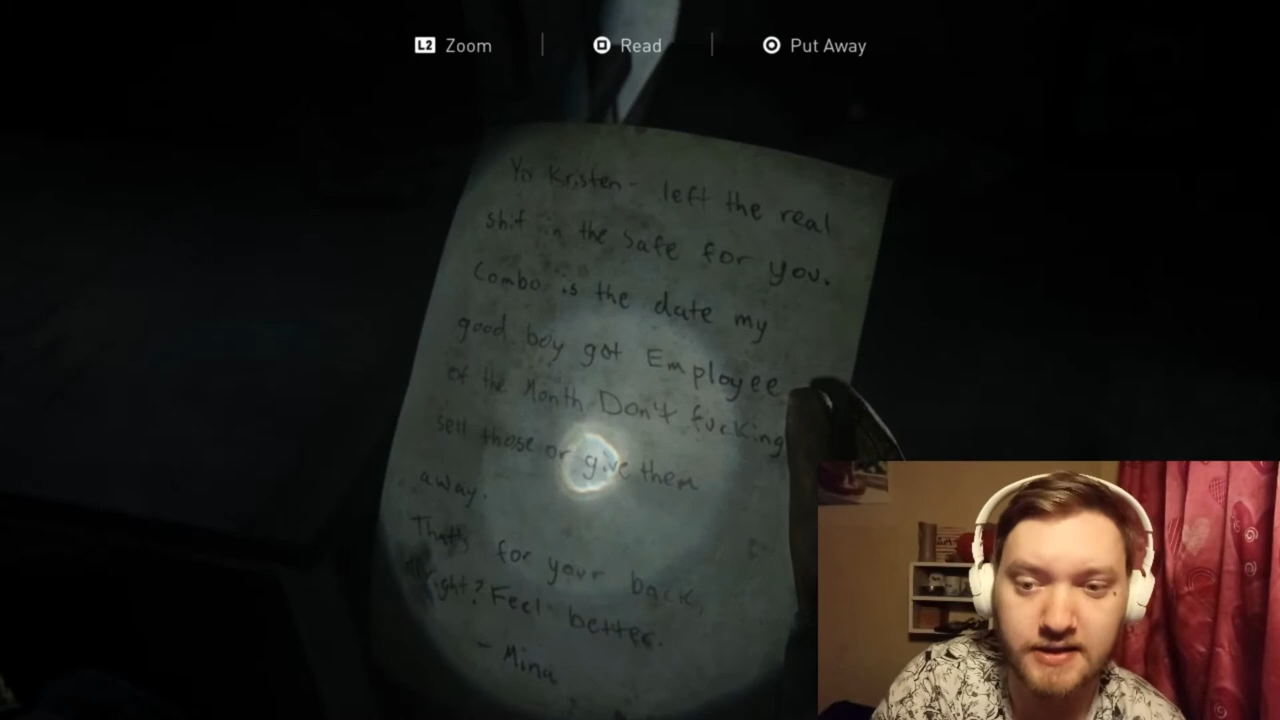 L2 Zoom | Read | Put Away
Yo Kristen - left the real
shit in the safe for you.
Combo is the date my
good boy got Employee
of the Month Don't fucking
sell those or give them
away.
That's for your back,
alright? Feel better.
- Mina